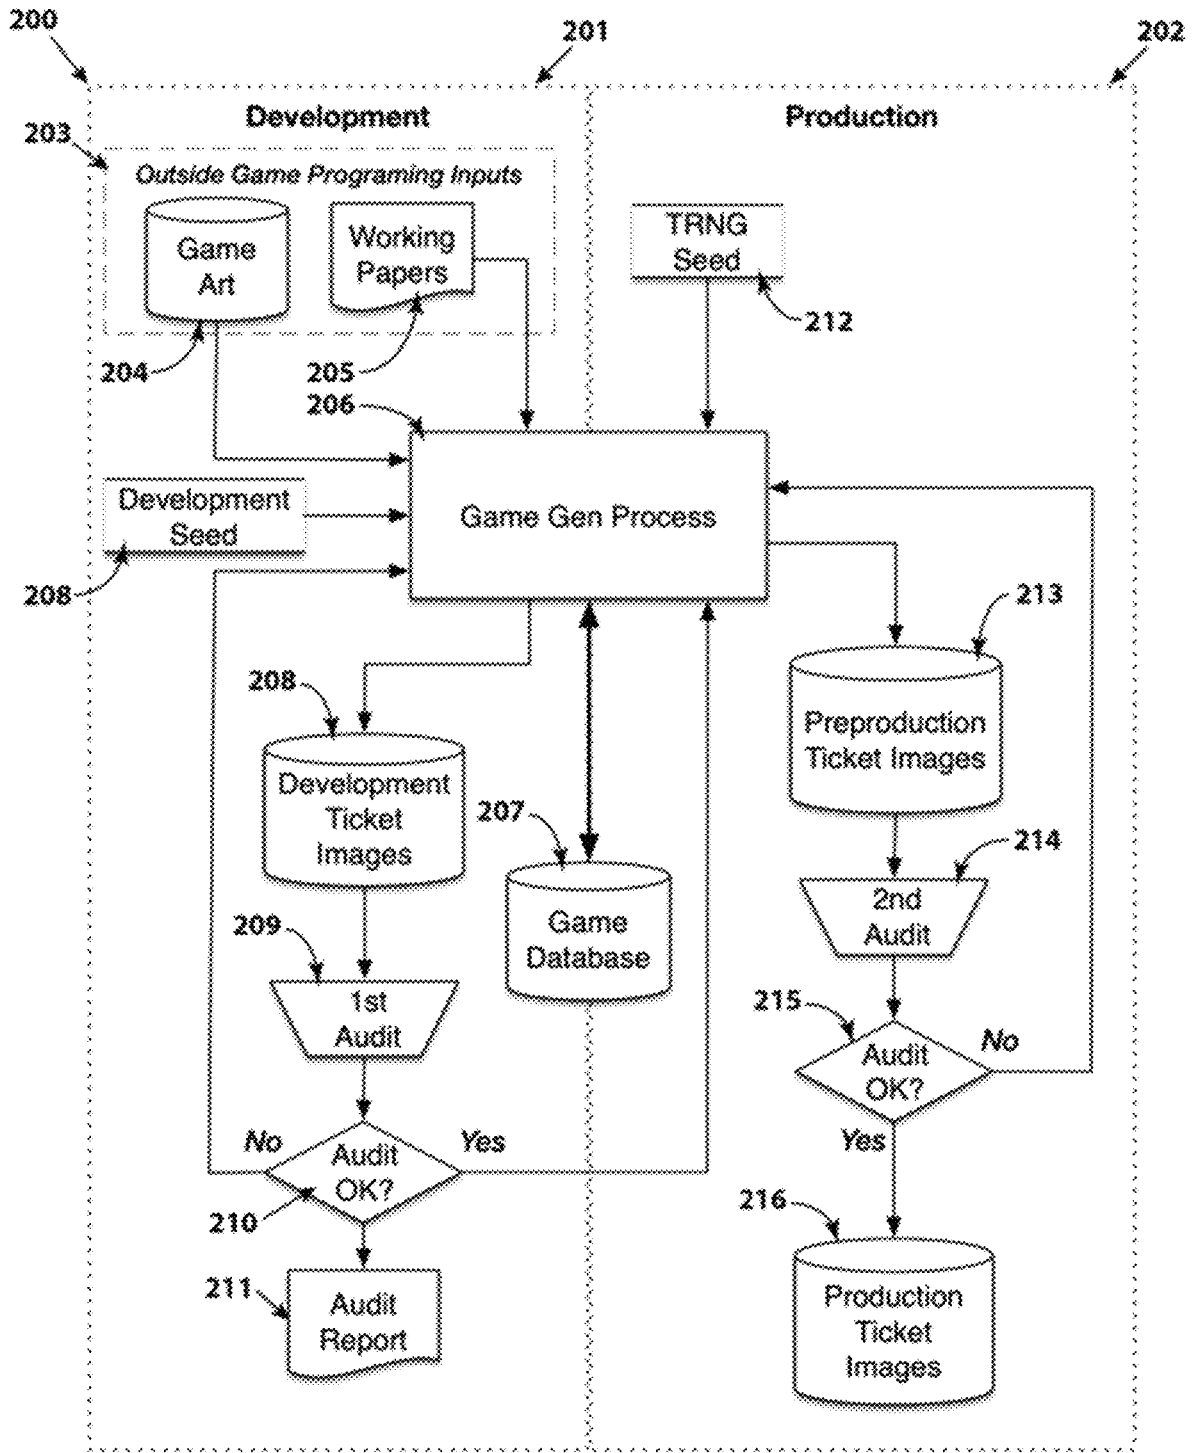 200
201
202
Development
Production
203
Outside Game Programing Inputs
Game
Art
Working
Papers
TRNG
Seed
212
204
205
206
Development
Seed
208
Game Gen Process
213
208
Preproduction
Ticket Images
Development
Ticket
Images
207
214
2nd
Audit
209
Game
Database
1st
Audit
215
Audit
OK?
No
Yes
No
Audit
OK?
Yes
210
216
211
Audit
Report
Production
Ticket
Images